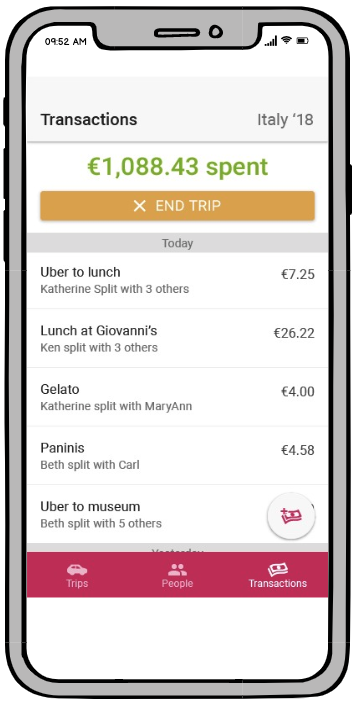 09:52 AM
Transactions Italy ‘18
€1,088.43 spent
END TRIP
Today
Uber to lunch €7.25
Katherine Split with 3 others
Lunch at Giovanni’s €26.22
Ken split with 3 others
Gelato €4.00
Katherine split with MaryAnn
Paninis €4.58
Beth split with Carl
Uber to museum
Beth split with 5 others
Yesterday
Trips People Transactions